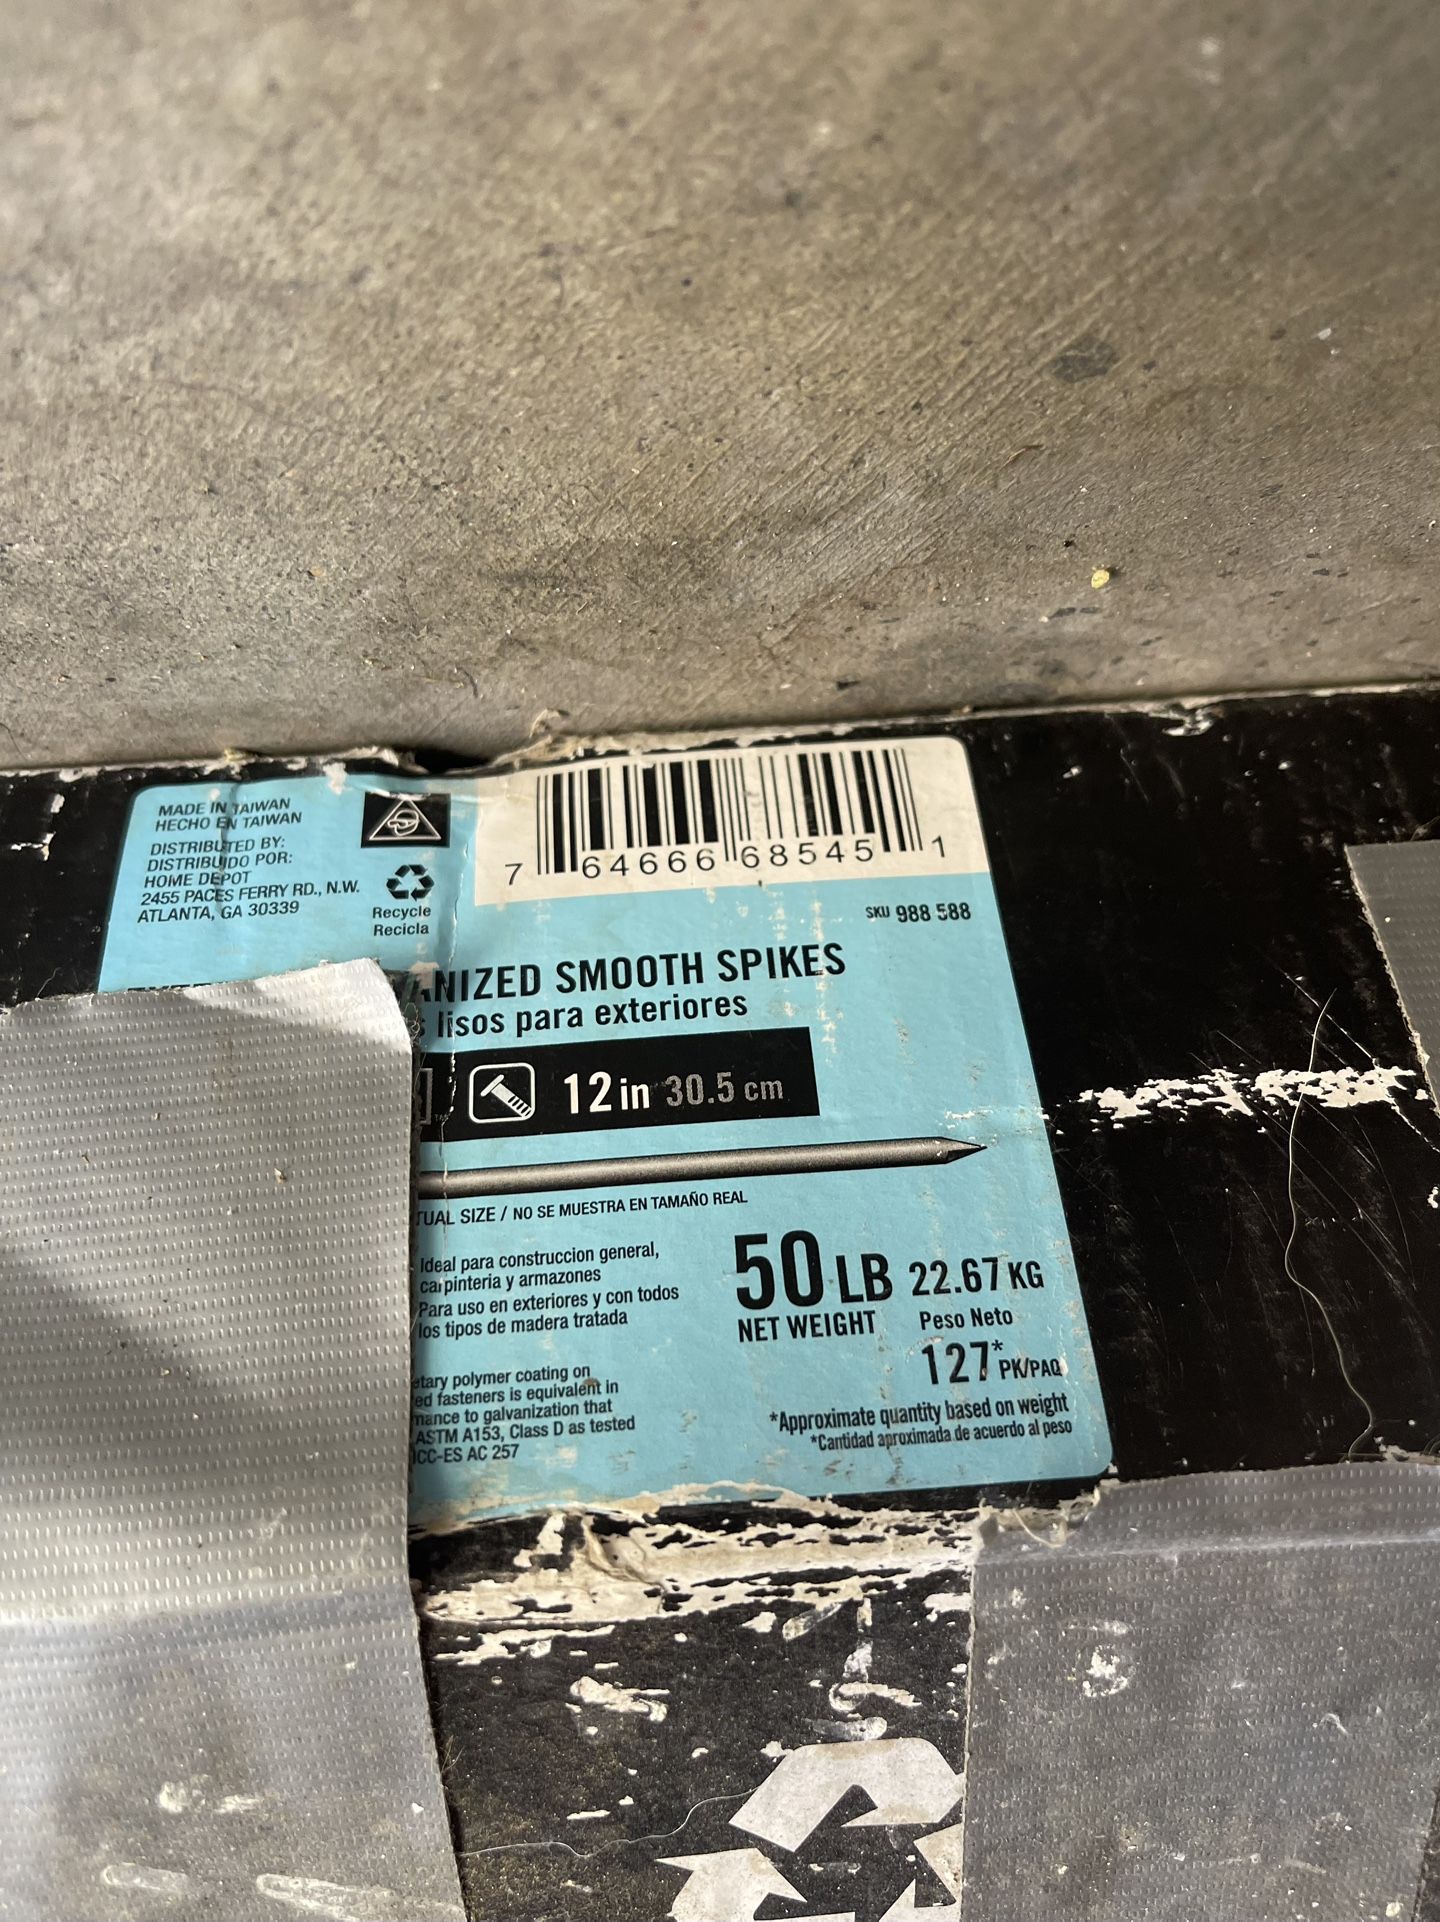 MADE IN TAIWAN
HECHO EN TAIWAN
DISTRIBUTED BY:
DISTRIBUIDO POR:
HOME DEPOT
2455 PACES FERRY RD., N.W.
ATLANTA, GA 30339
Recycle
Recicla
7 64666 68545 1
SKU 988 588
ANIZED SMOOTH SPIKES
s lisos para exteriores
12 in 30.5 cm
TUAL SIZE / NO SE MUESTRA EN TAMAÑO REAL
Ideal para construccion general,
carpinteria y armazones
Para uso en exteriores y con todos
los tipos de madera tratada
50 LB 22.67 KG
NET WEIGHT Peso Neto
127* PK/PAQ
*Approximate quantity based on weight
*Cantidad aproximada de acuerdo al peso
etary polymer coating on
ed fasteners is equivalent in
mance to galvanization that
ASTM A153, Class D as tested
ICC-ES AC 257